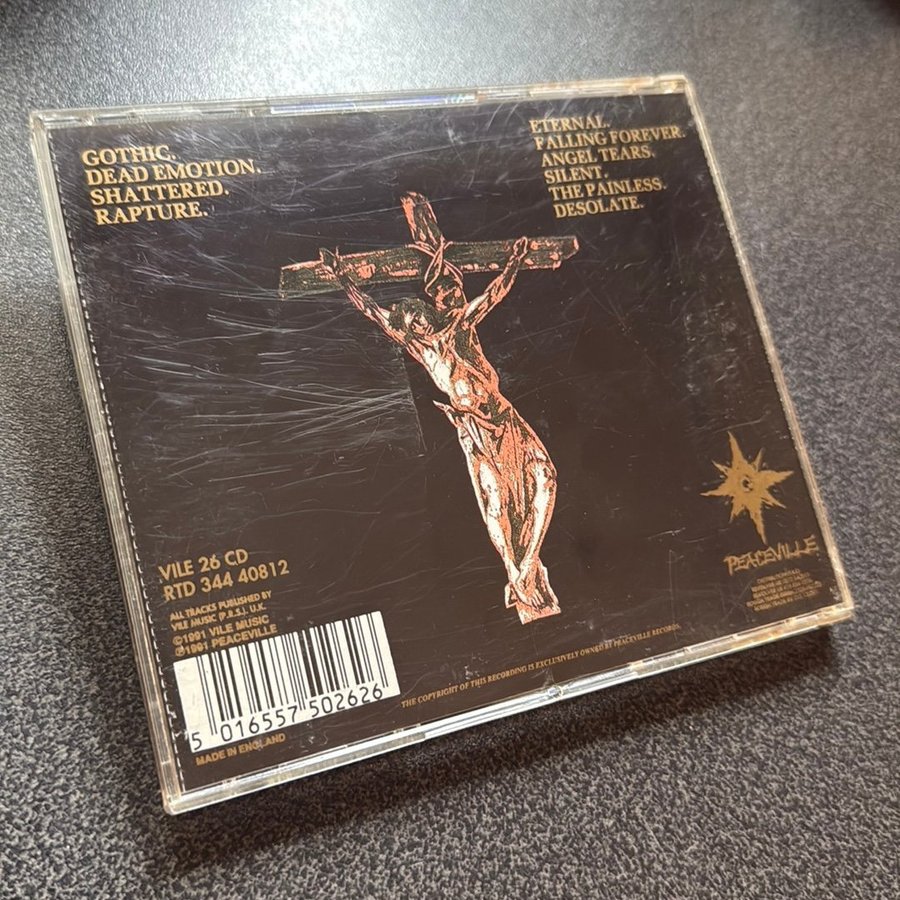 GOTHIC.
DEAD EMOTION.
SHATTERED.
RAPTURE.
ETERNAL.
FALLING FOREVER.
ANGEL TEARS.
SILENT.
THE PAINLESS.
DESOLATE.
VILE 26 CD
RTD 344 40812
ALL TRACKS PUBLISHED BY
VILE MUSIC (P.R.S.). U.K.
©1991 VILE MUSIC
℗1991 PEACEVILLE
5 016557 502626
MADE IN ENGLAND
THE COPYRIGHT OF THIS RECORDING IS EXCLUSIVELY OWNED BY PEACEVILLE RECORDS.
PEACEVILLE